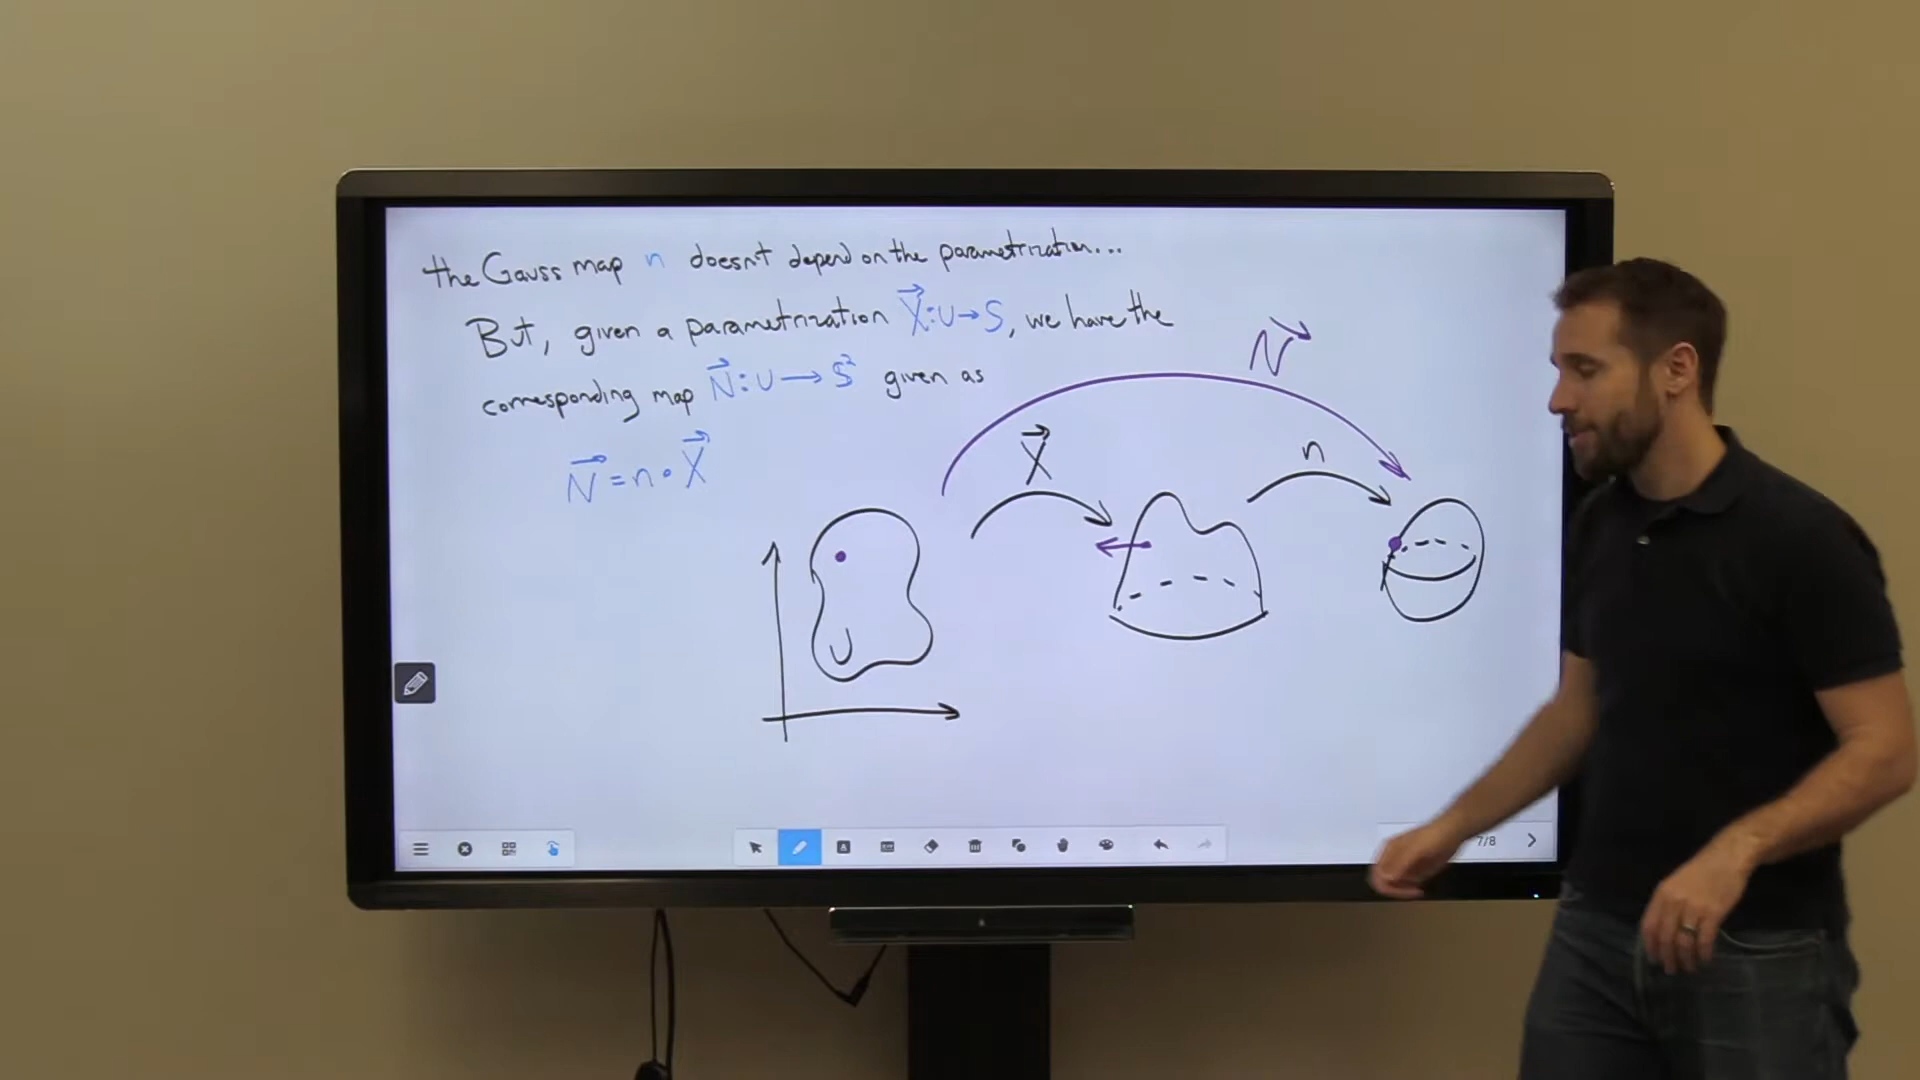 the Gauss map n doesn't depend on the parametrization...
But, given a parametrization X⃗:U→S, we have the
corresponding map N⃗:U⟶S² given as
N⃗=n∘X⃗
N⃗
X⃗
n
U
7/8